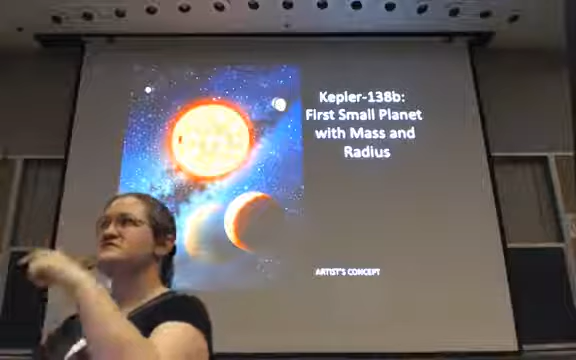 Kepler-138b:
First Small Planet
with Mass and
Radius
ARTIST'S CONCEPT